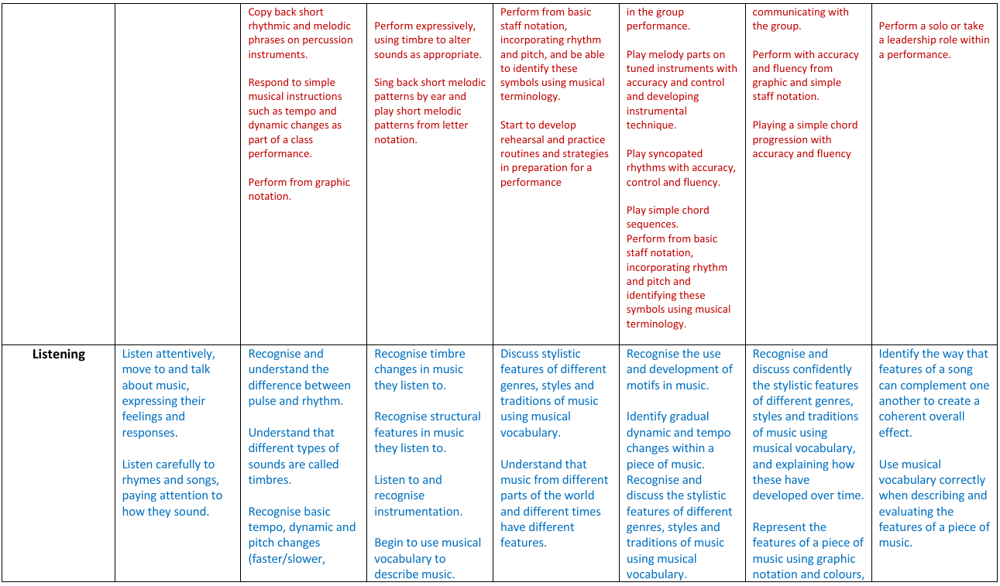 Copy back short
rhythmic and melodic
phrases on percussion
instruments.
Respond to simple
musical instructions
such as tempo and
dynamic changes as
part of a class
performance.
Perform from graphic
notation.
Perform expressively,
using timbre to alter
sounds as appropriate.
Sing back short melodic
patterns by ear and
play short melodic
patterns from letter
notation.
Perform from basic
staff notation,
incorporating rhythm
and pitch, and be able
to identify these
symbols using musical
terminology.
Start to develop
rehearsal and practice
routines and strategies
in preparation for a
performance
in the group
performance.
Play melody parts on
tuned instruments with
accuracy and control
and developing
instrumental
technique.
Play syncopated
rhythms with accuracy,
control and fluency.
Play simple chord
sequences.
Perform from basic
staff notation,
incorporating rhythm
and pitch and
identifying these
symbols using musical
terminology.
communicating with
the group.
Perform with accuracy
and fluency from
graphic and simple
staff notation.
Playing a simple chord
progression with
accuracy and fluency
Perform a solo or take
a leadership role within
a performance.
Listening
Listen attentively,
move to and talk
about music,
expressing their
feelings and
responses.
Listen carefully to
rhymes and songs,
paying attention to
how they sound.
Recognise and
understand the
difference between
pulse and rhythm.
Understand that
different types of
sounds are called
timbres.
Recognise basic
tempo, dynamic and
pitch changes
(faster/slower,
Recognise timbre
changes in music
they listen to.
Recognise structural
features in music
they listen to.
Listen to and
recognise
instrumentation.
Begin to use musical
vocabulary to
describe music.
Discuss stylistic
features of different
genres, styles and
traditions of music
using musical
vocabulary.
Understand that
music from different
parts of the world
and different times
have different
features.
Recognise the use
and development of
motifs in music.
Identify gradual
dynamic and tempo
changes within a
piece of music.
Recognise and
discuss the stylistic
features of different
genres, styles and
traditions of music
using musical
vocabulary.
Recognise and
discuss confidently
the stylistic features
of different genres,
styles and traditions
of music using
musical vocabulary,
and explaining how
these have
developed over time.
Represent the
features of a piece of
music using graphic
notation and colours,
Identify the way that
features of a song
can complement one
another to create a
coherent overall
effect.
Use musical
vocabulary correctly
when describing and
evaluating the
features of a piece of
music.